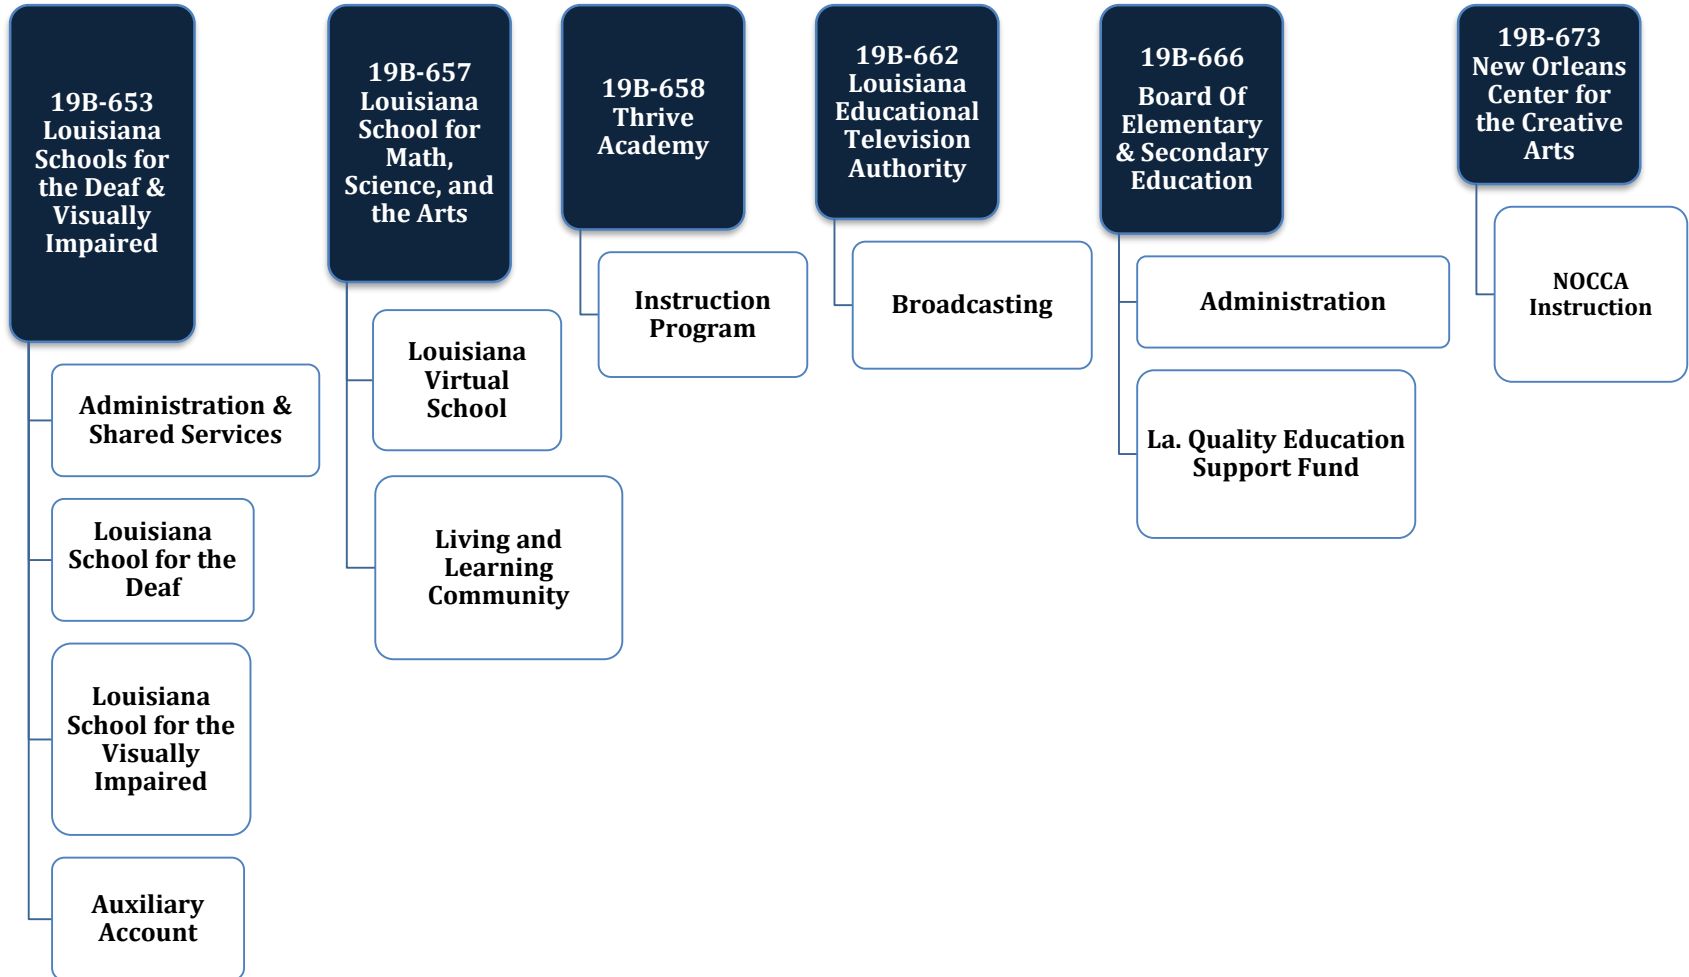 19B-653
Louisiana
Schools for
the Deaf &
Visually
Impaired
Administration &
Shared Services
Louisiana
School for the
Deaf
Louisiana
School for the
Visually
Impaired
Auxiliary
Account
19B-657
Louisiana
School for
Math,
Science, and
the Arts
Louisiana
Virtual
School
Living and
Learning
Community
19B-658
Thrive
Academy
Instruction
Program
19B-662
Louisiana
Educational
Television
Authority
Broadcasting
19B-666
Board Of
Elementary
& Secondary
Education
Administration
La. Quality Education
Support Fund
19B-673
New Orleans
Center for
the Creative
Arts
NOCCA
Instruction